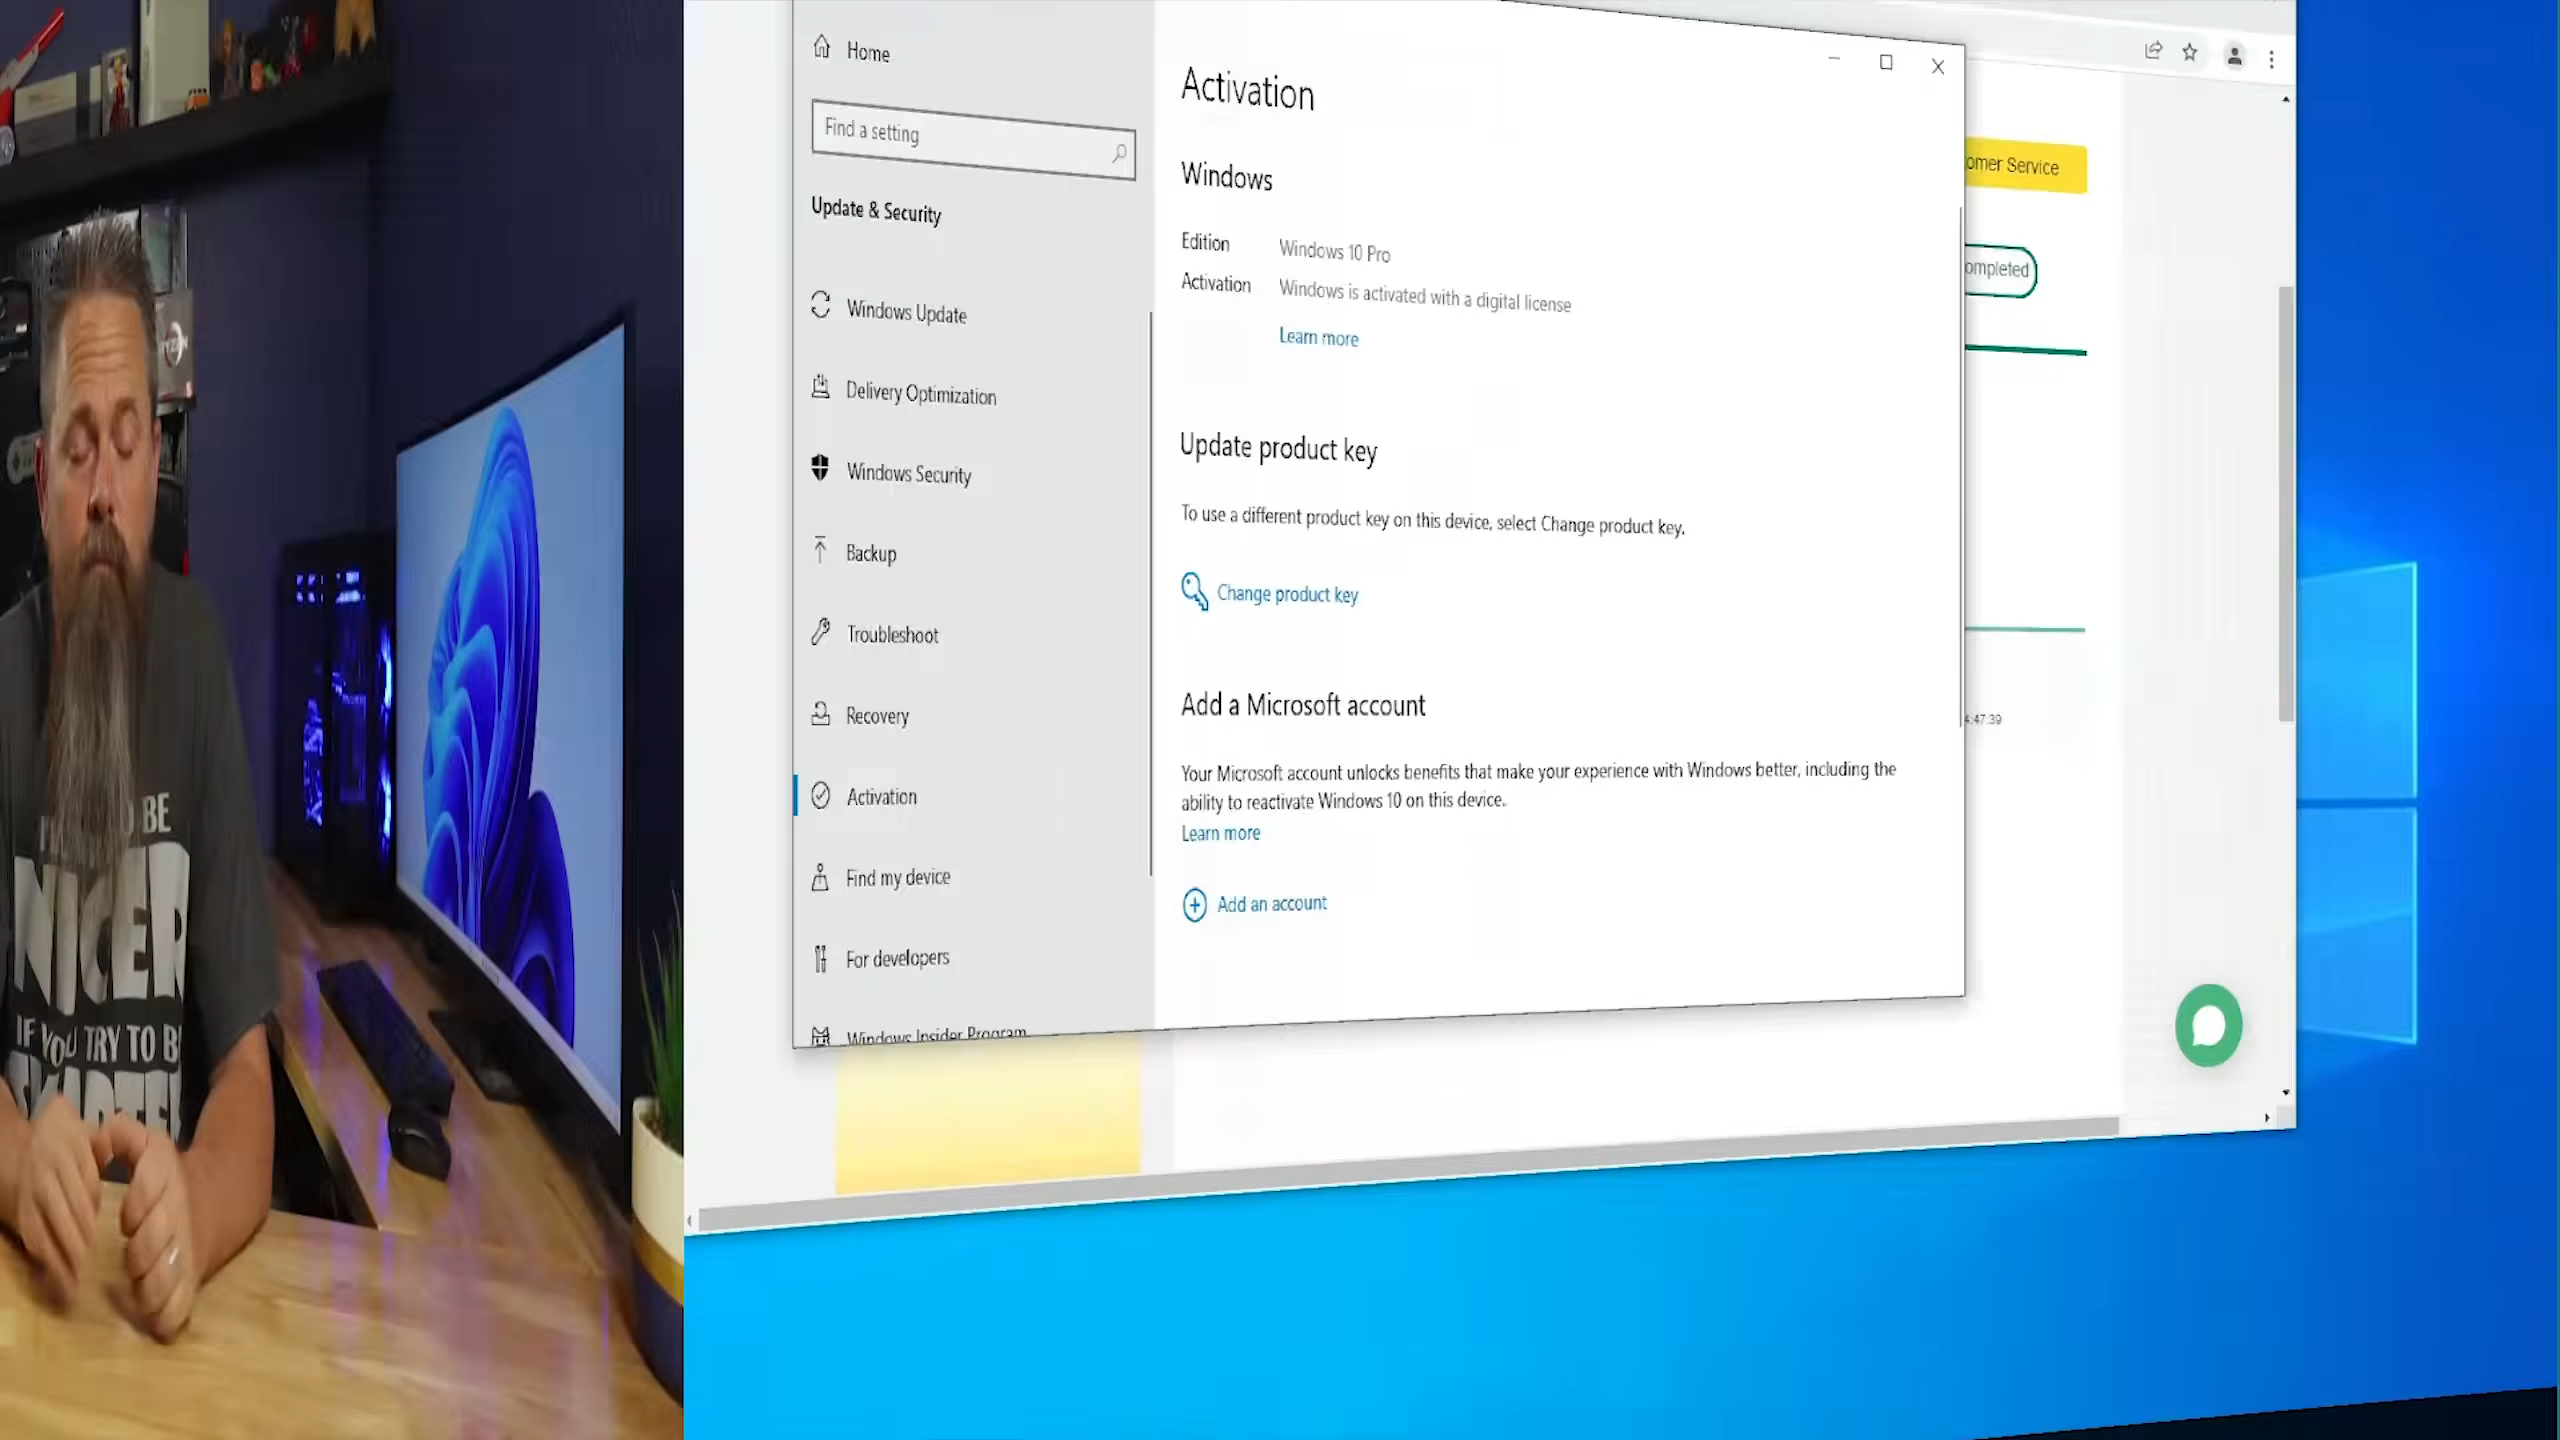 Home
Find a setting
Update & Security
Windows Update
Delivery Optimization
Windows Security
Backup
Troubleshoot
Recovery
Activation
Find my device
For developers
Windows Insider Program
Activation
Windows
Edition Windows 10 Pro
Activation Windows is activated with a digital license
Learn more
Update product key
To use a different product key on this device, select Change product key.
Change product key
Add a Microsoft account
Your Microsoft account unlocks benefits that make your experience with Windows better, including the
ability to reactivate Windows 10 on this device.
Learn more
Add an account
omer Service
ompleted
4:47:39
BE
NICER
IF YOU TRY TO B